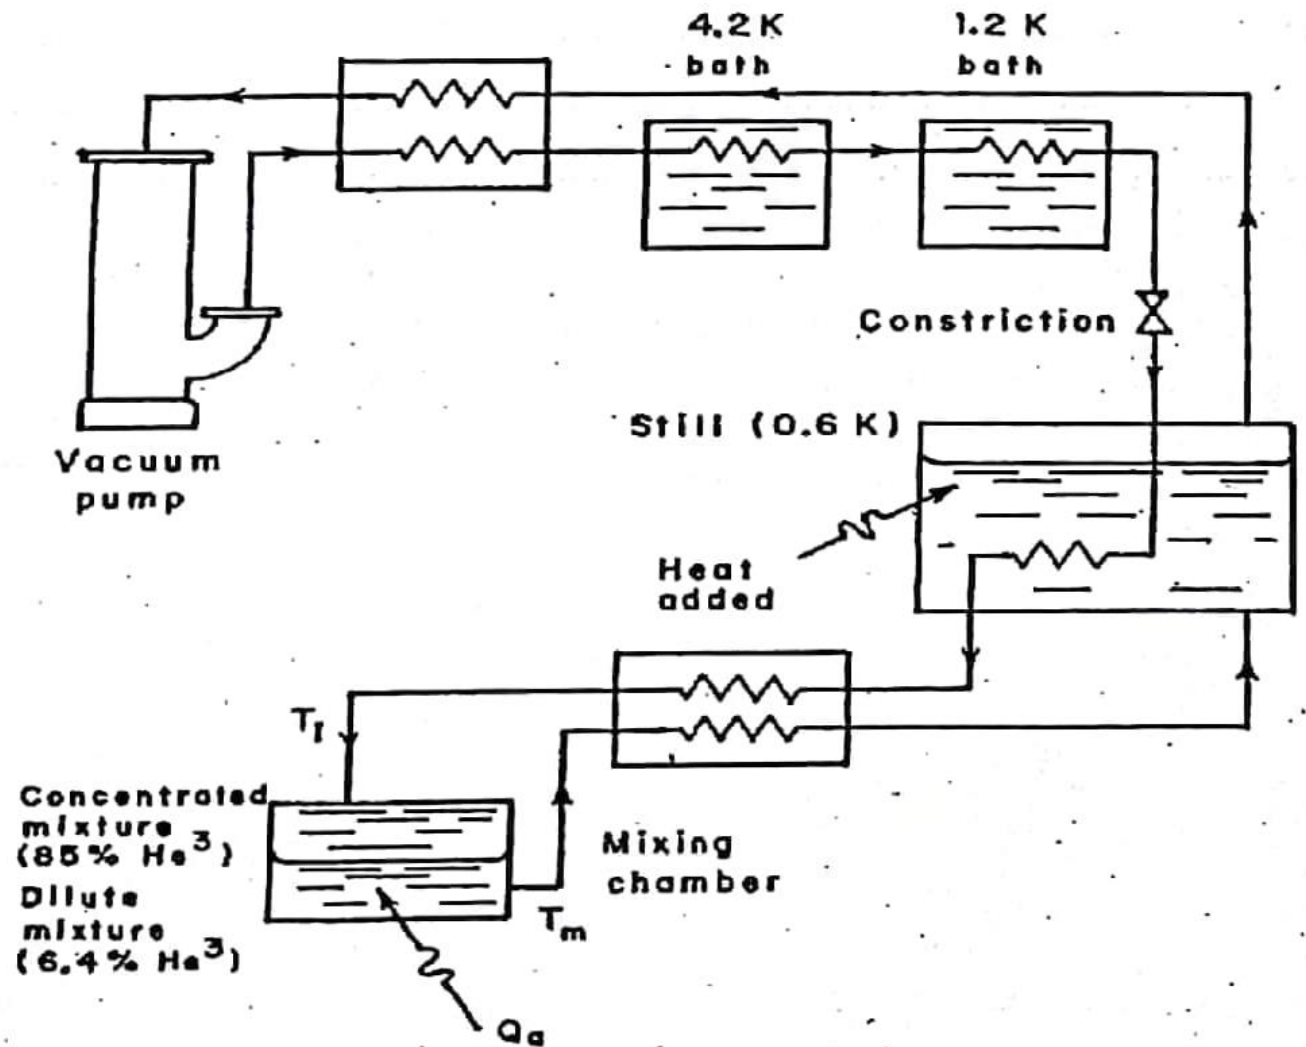 4.2 K
bath
1.2 K
bath
Constriction
Still (0.6 K)
Vacuum
pump
Heat
added
T_I
Concentrated
mixture
(85% He³)
Dilute
mixture
(6.4% He³)
Mixing
chamber
T_m
Q_a